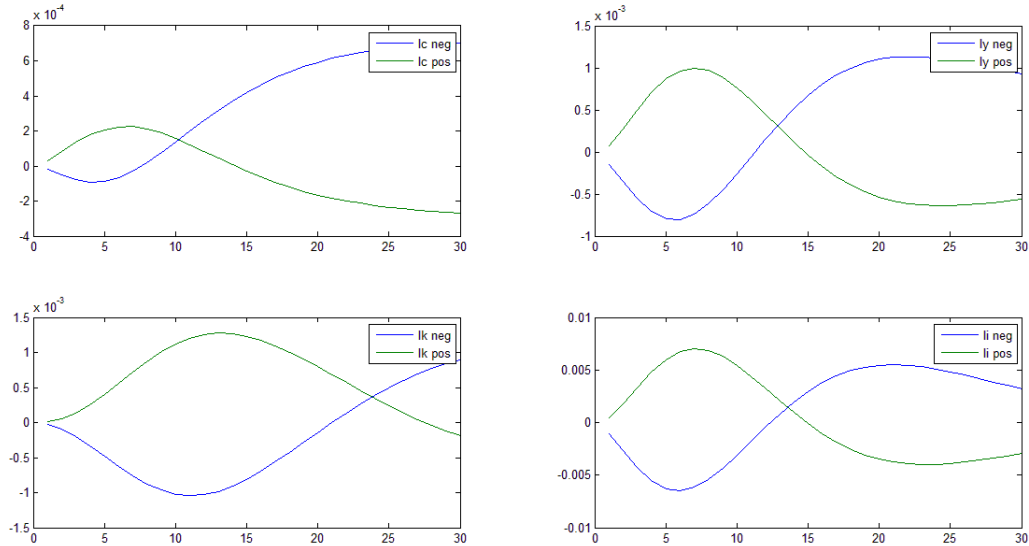 x 10-4
8
6
4
2
0
-2
-4
0 5 10 15 20 25 30
lc neg
lc pos
x 10-3
1.5
1
0.5
0
-0.5
-1
0 5 10 15 20 25 30
ly neg
ly pos
x 10-3
1.5
1
0.5
0
-0.5
-1
-1.5
0 5 10 15 20 25 30
lk neg
lk pos
0.01
0.005
0
-0.005
-0.01
0 5 10 15 20 25 30
li neg
li pos